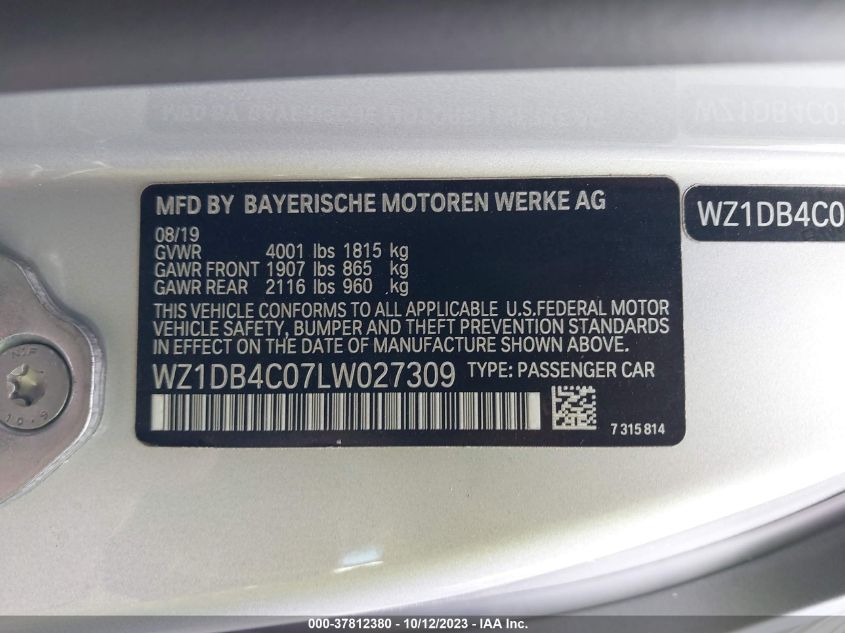 MFD BY BAYERISCHE MOTOREN WERKE AG
08/19
GVWR 4001 lbs 1815 kg
GAWR FRONT 1907 lbs 865 kg
GAWR REAR 2116 lbs 960 kg
THIS VEHICLE CONFORMS TO ALL APPLICABLE U.S.FEDERAL MOTOR
VEHICLE SAFETY, BUMPER AND THEFT PREVENTION STANDARDS
IN EFFECT ON THE DATE OF MANUFACTURE SHOWN ABOVE.
WZ1DB4C07LW027309 TYPE: PASSENGER CAR
7 315 814
WZ1DB4C0
10.9
000-37812380 - 10/12/2023 - IAA Inc.